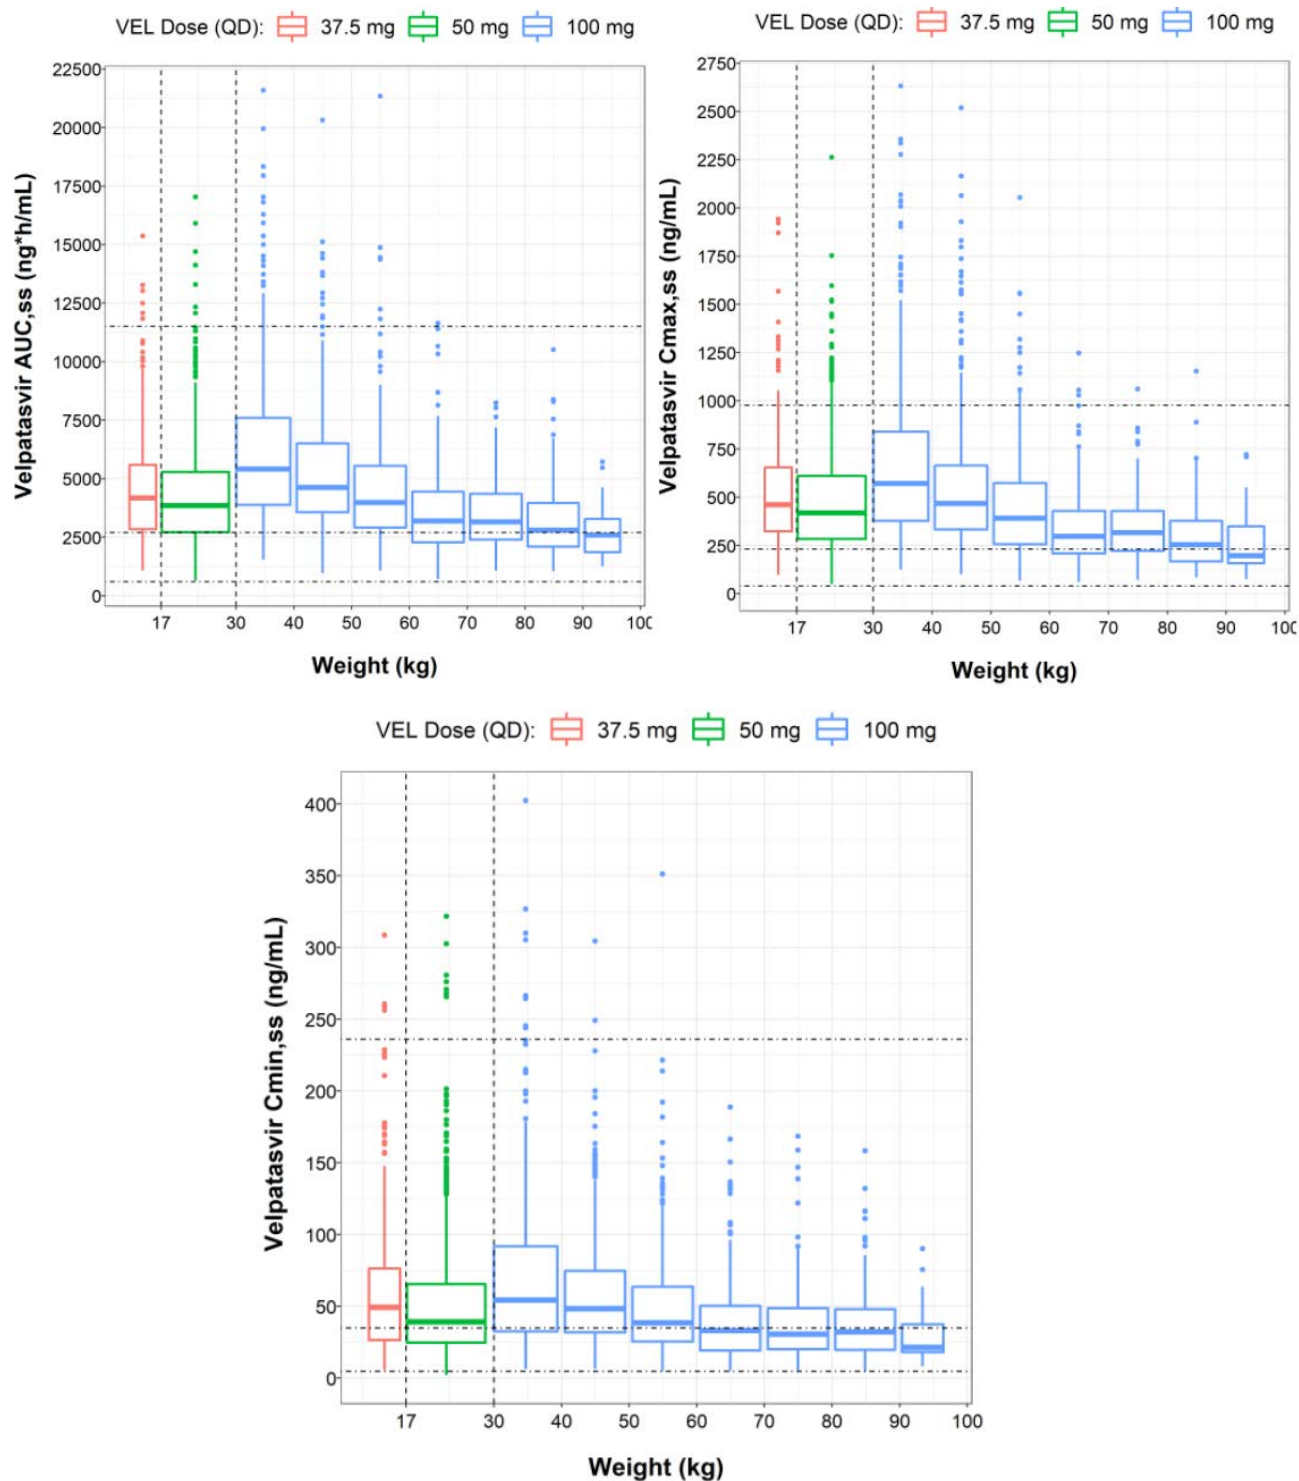 VEL Dose (QD): 37.5 mg 50 mg 100 mg
Velpatasvir AUC,ss (ng*h/mL)
22500
20000
17500
15000
12500
10000
7500
5000
2500
0
17 30 40 50 60 70 80 90 100
Weight (kg)
VEL Dose (QD): 37.5 mg 50 mg 100 mg
Velpatasvir Cmax,ss (ng/mL)
2750
2500
2250
2000
1750
1500
1250
1000
750
500
250
0
17 30 40 50 60 70 80 90 100
Weight (kg)
VEL Dose (QD): 37.5 mg 50 mg 100 mg
Velpatasvir Cmin,ss (ng/mL)
400
350
300
250
200
150
100
50
0
17 30 40 50 60 70 80 90 100
Weight (kg)